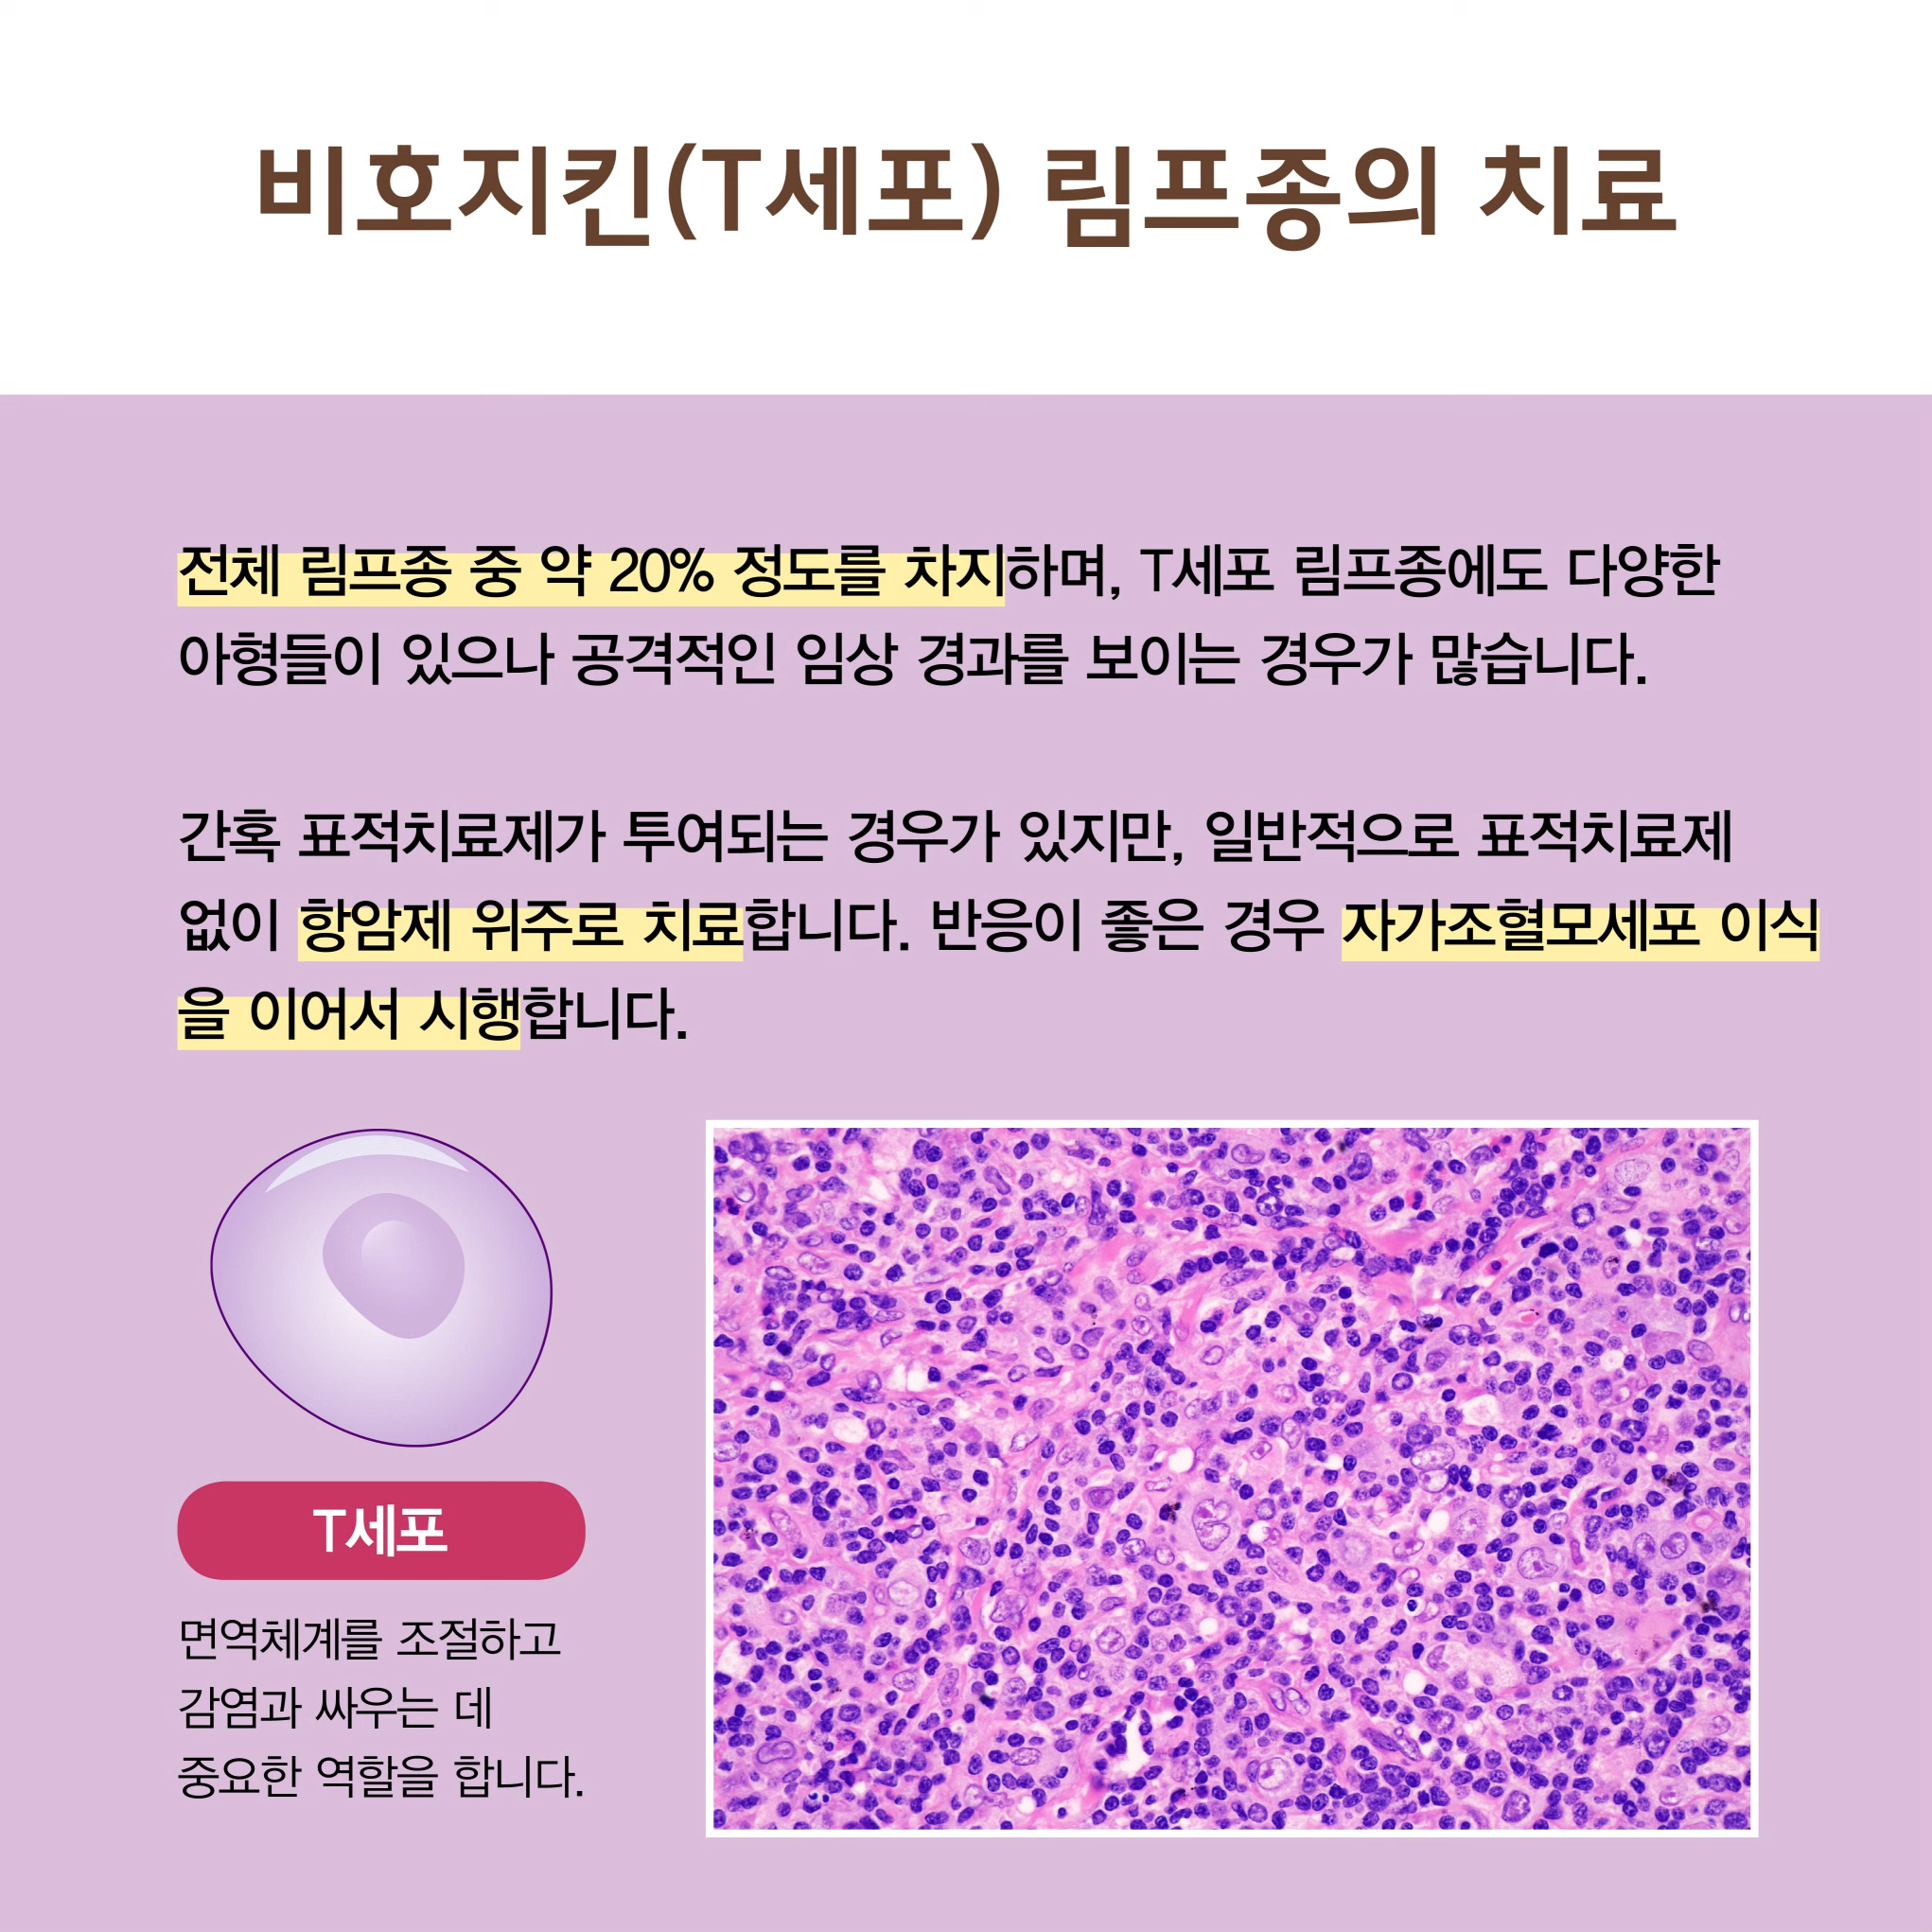 비호지킨(T세포) 림프종의 치료
전체 림프종 중 약 20% 정도를 차지하며, T세포 림프종에도 다양한
아형들이 있으나 공격적인 임상 경과를 보이는 경우가 많습니다.
간혹 표적치료제가 투여되는 경우가 있지만, 일반적으로 표적치료제
없이 항암제 위주로 치료합니다. 반응이 좋은 경우 자가조혈모세포 이식
을 이어서 시행합니다.
T세포
면역체계를 조절하고
감염과 싸우는 데
중요한 역할을 합니다.